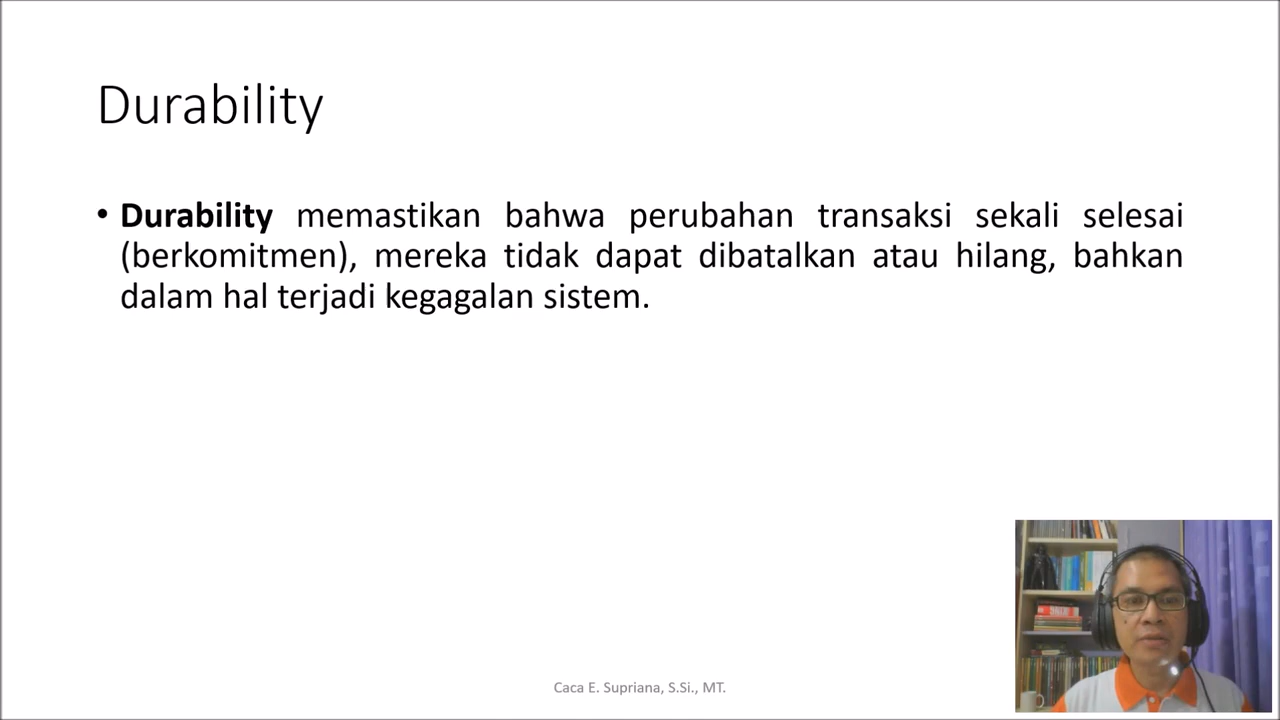 Durability
• Durability memastikan bahwa perubahan transaksi sekali selesai
(berkomitmen), mereka tidak dapat dibatalkan atau hilang, bahkan
dalam hal terjadi kegagalan sistem.
Caca E. Supriana, S.Si., MT.